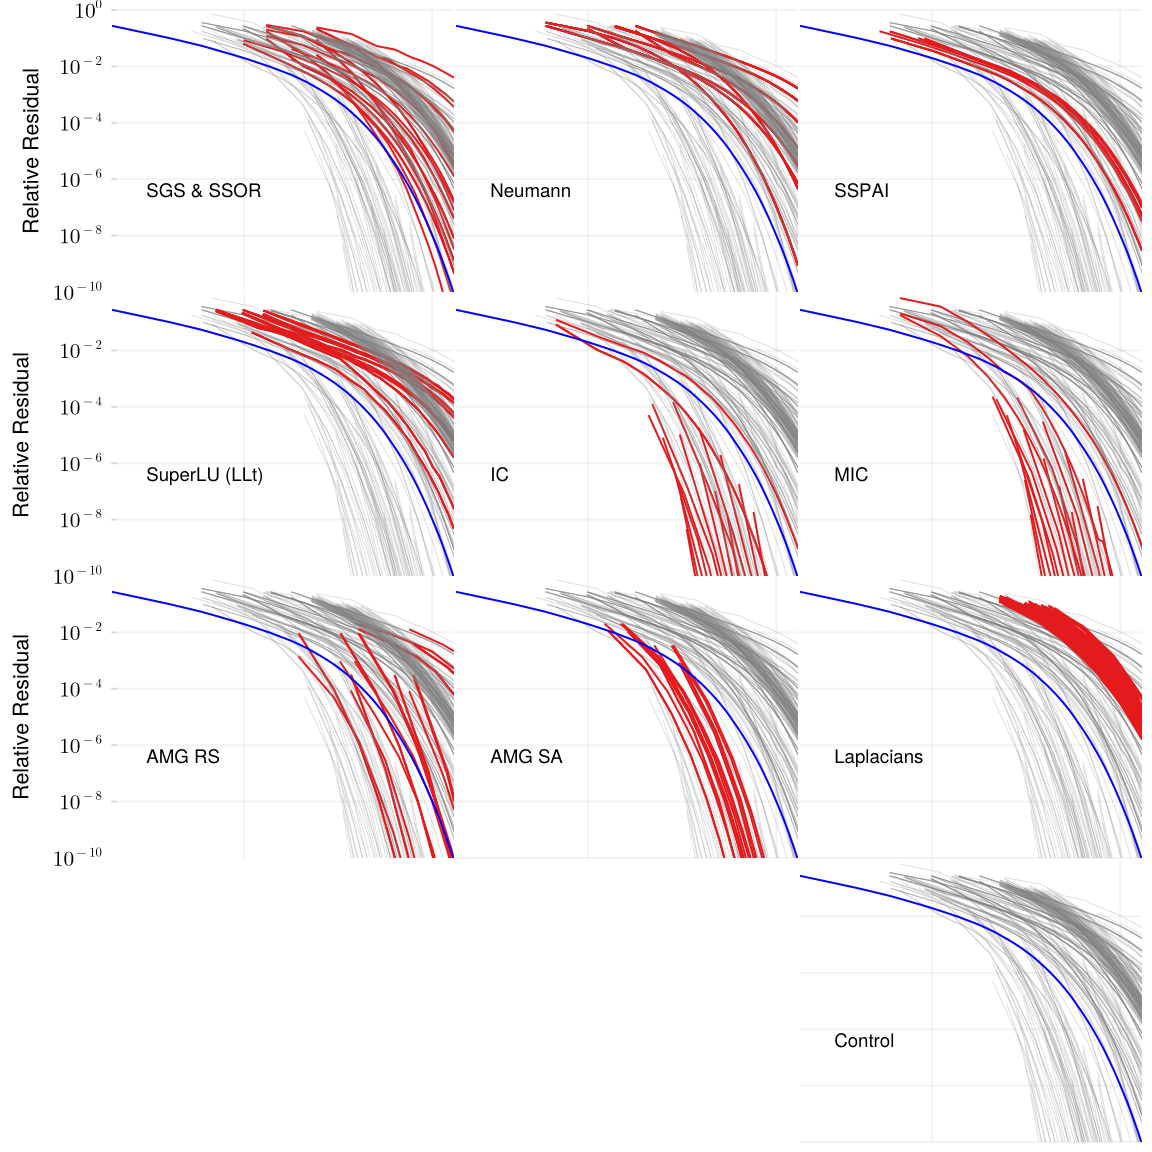 10^0
10^−2
10^−4
10^−6
10^−8
10^−10
Relative Residual
SGS & SSOR
Neumann
SSPAI
10^−2
10^−4
10^−6
10^−8
10^−10
Relative Residual
SuperLU (LLt)
IC
MIC
10^−2
10^−4
10^−6
10^−8
10^−10
Relative Residual
AMG RS
AMG SA
Laplacians
Control